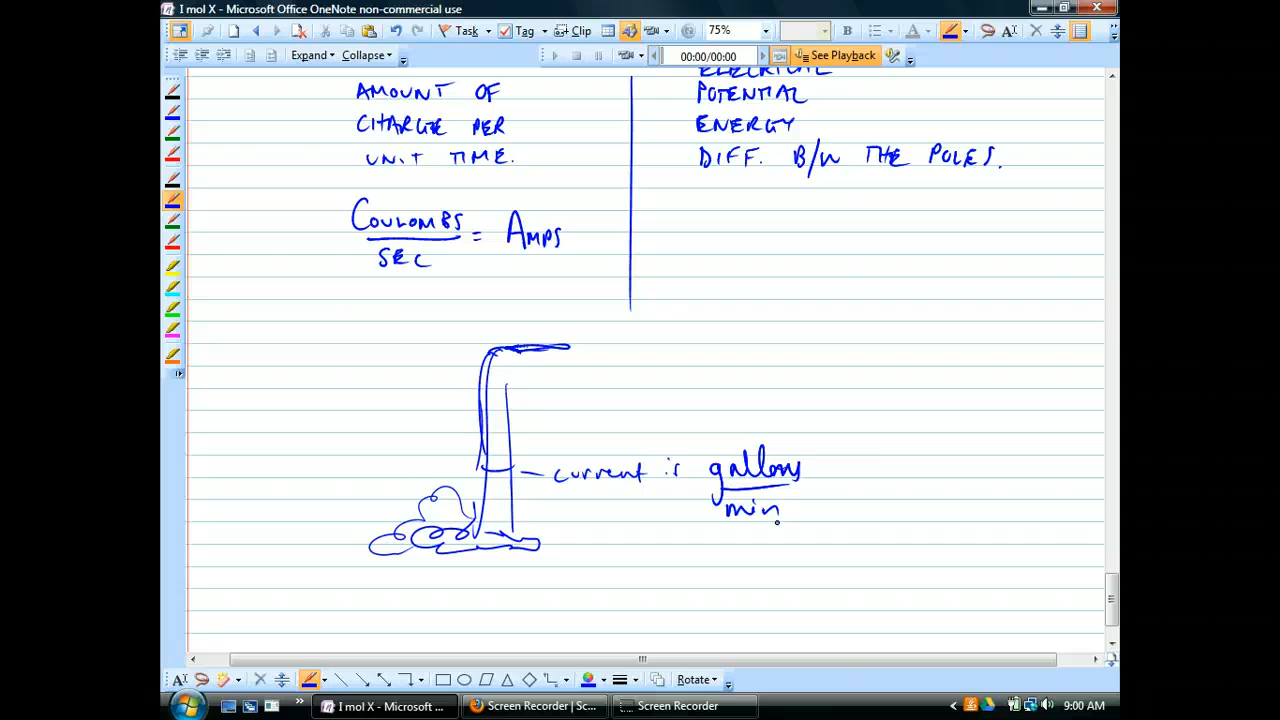 I mol X - Microsoft Office OneNote non-commercial use
Task
Tag
Clip
75%
B
Expand
Collapse
00:00/00:00
See Playback
ELECTRICAL
AMOUNT OF
CHARGE PER
UNIT TIME.
POTENTIAL
ENERGY
DIFF. B/W THE POLES.
COULOMBS
SEC
= AMPS
current is gallons
min
Rotate
I mol X - Microsoft ...
Screen Recorder | Sc...
Screen Recorder
9:00 AM